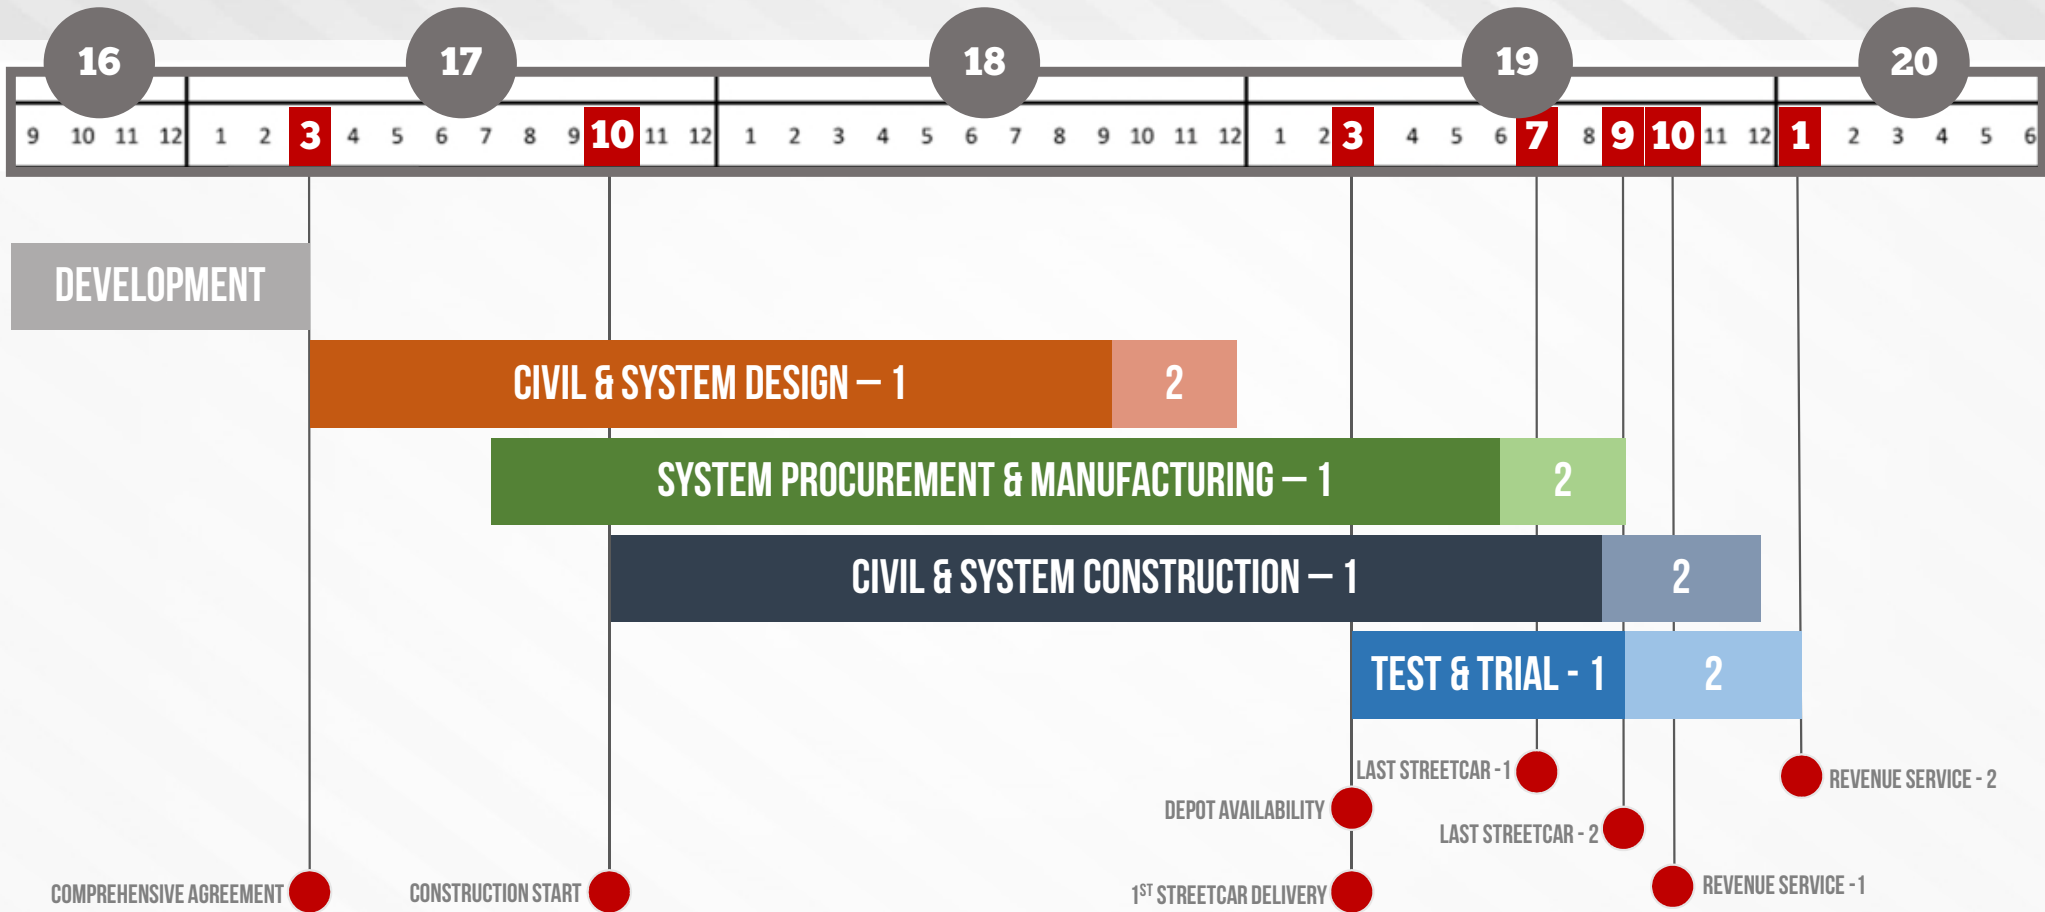 16 17 18 19 20
9 10 11 12 1 2 3 4 5 6 7 8 9 10 11 12 1 2 3 4 5 6 7 8 9 10 11 12 1 2 3 4 5 6 7 8 9 10 11 12 1 2 3 4 5 6
DEVELOPMENT
CIVIL & SYSTEM DESIGN – 1 2
SYSTEM PROCUREMENT & MANUFACTURING – 1 2
CIVIL & SYSTEM CONSTRUCTION – 1 2
TEST & TRIAL - 1 2
LAST STREETCAR -1
REVENUE SERVICE - 2
DEPOT AVAILABILITY
LAST STREETCAR - 2
COMPREHENSIVE AGREEMENT
CONSTRUCTION START
1ST STREETCAR DELIVERY
REVENUE SERVICE -1